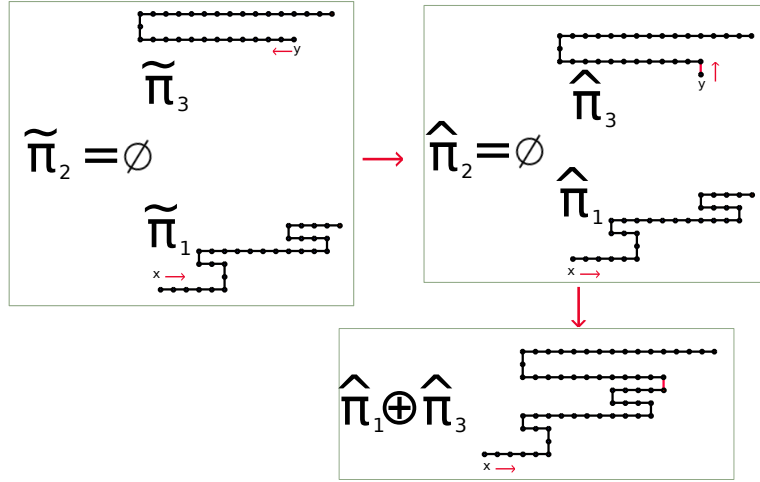 y
π̃₃
π̃₂ = ∅
π̃₁
x
y
π̂₃
π̂₂ = ∅
π̂₁
x
π̂₁⊕π̂₃
x